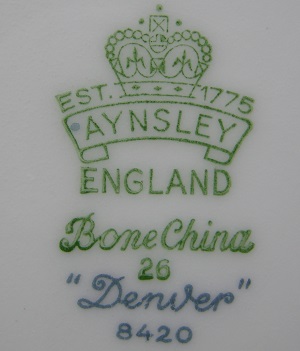 EST. 1775
AYNSLEY
ENGLAND
Bone China
26
"Denver"
8420